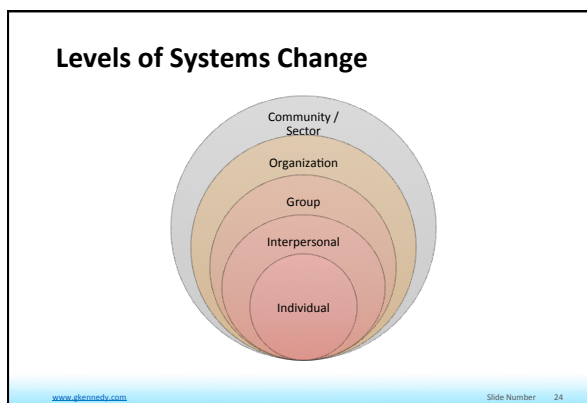 Levels of Systems Change
Community /
Sector
Organization
Group
Interpersonal
Individual
www.gkennedy.com
Slide Number 24